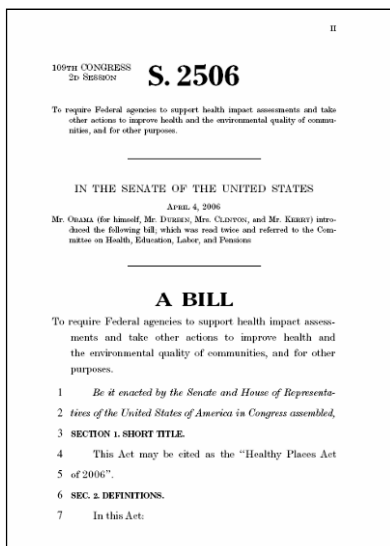 II
109TH CONGRESS
2D SESSION
S. 2506
To require Federal agencies to support health impact assessments and take
other actions to improve health and the environmental quality of commu-
nities, and for other purposes.
IN THE SENATE OF THE UNITED STATES
APRIL 4, 2006
Mr. OBAMA (for himself, Mr. DURBIN, Mrs. CLINTON, and Mr. KERRY) intro-
duced the following bill; which was read twice and referred to the Com-
mittee on Health, Education, Labor, and Pensions
A BILL
To require Federal agencies to support health impact assess-
ments and take other actions to improve health and
the environmental quality of communities, and for other
purposes.
1 Be it enacted by the Senate and House of Representa-
2 tives of the United States of America in Congress assembled,
3 SECTION 1. SHORT TITLE.
4 This Act may be cited as the “Healthy Places Act
5 of 2006”.
6 SEC. 2. DEFINITIONS.
7 In this Act: